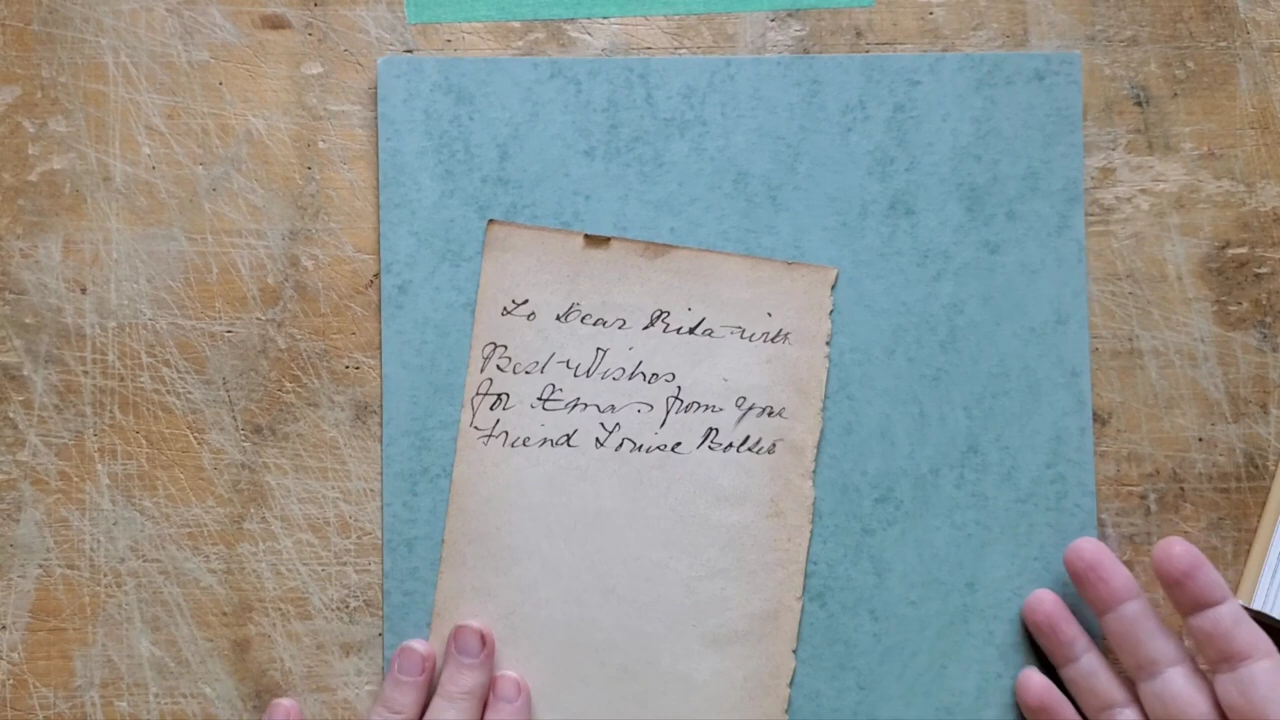 To Dear Rita with
Best Wishes
for Xmas from your
Friend Louise